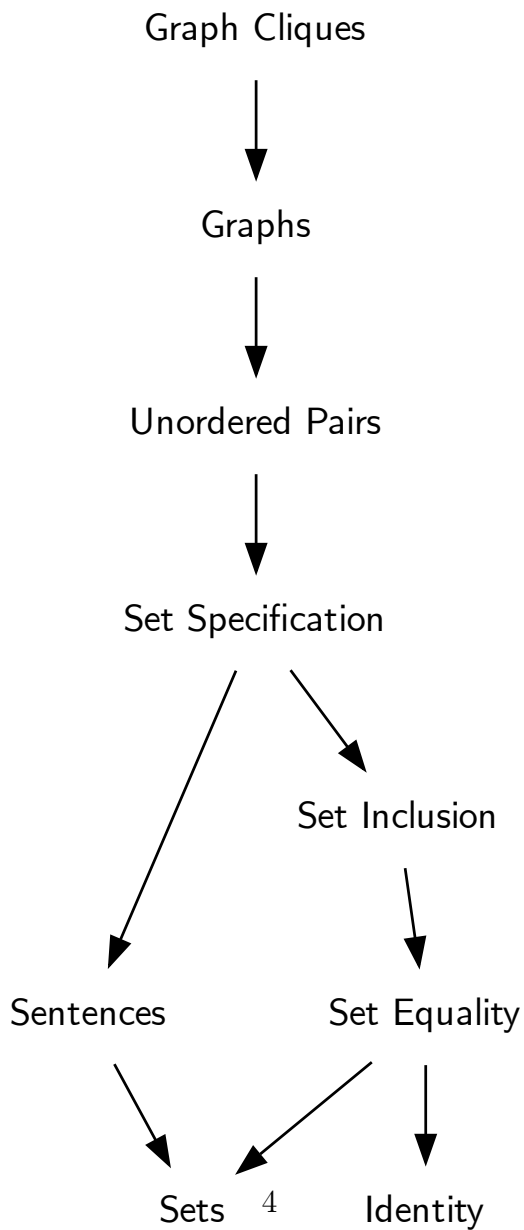 Graph Cliques
Graphs
Unordered Pairs
Set Specification
Set Inclusion
Sentences Set Equality
Sets 4 Identity